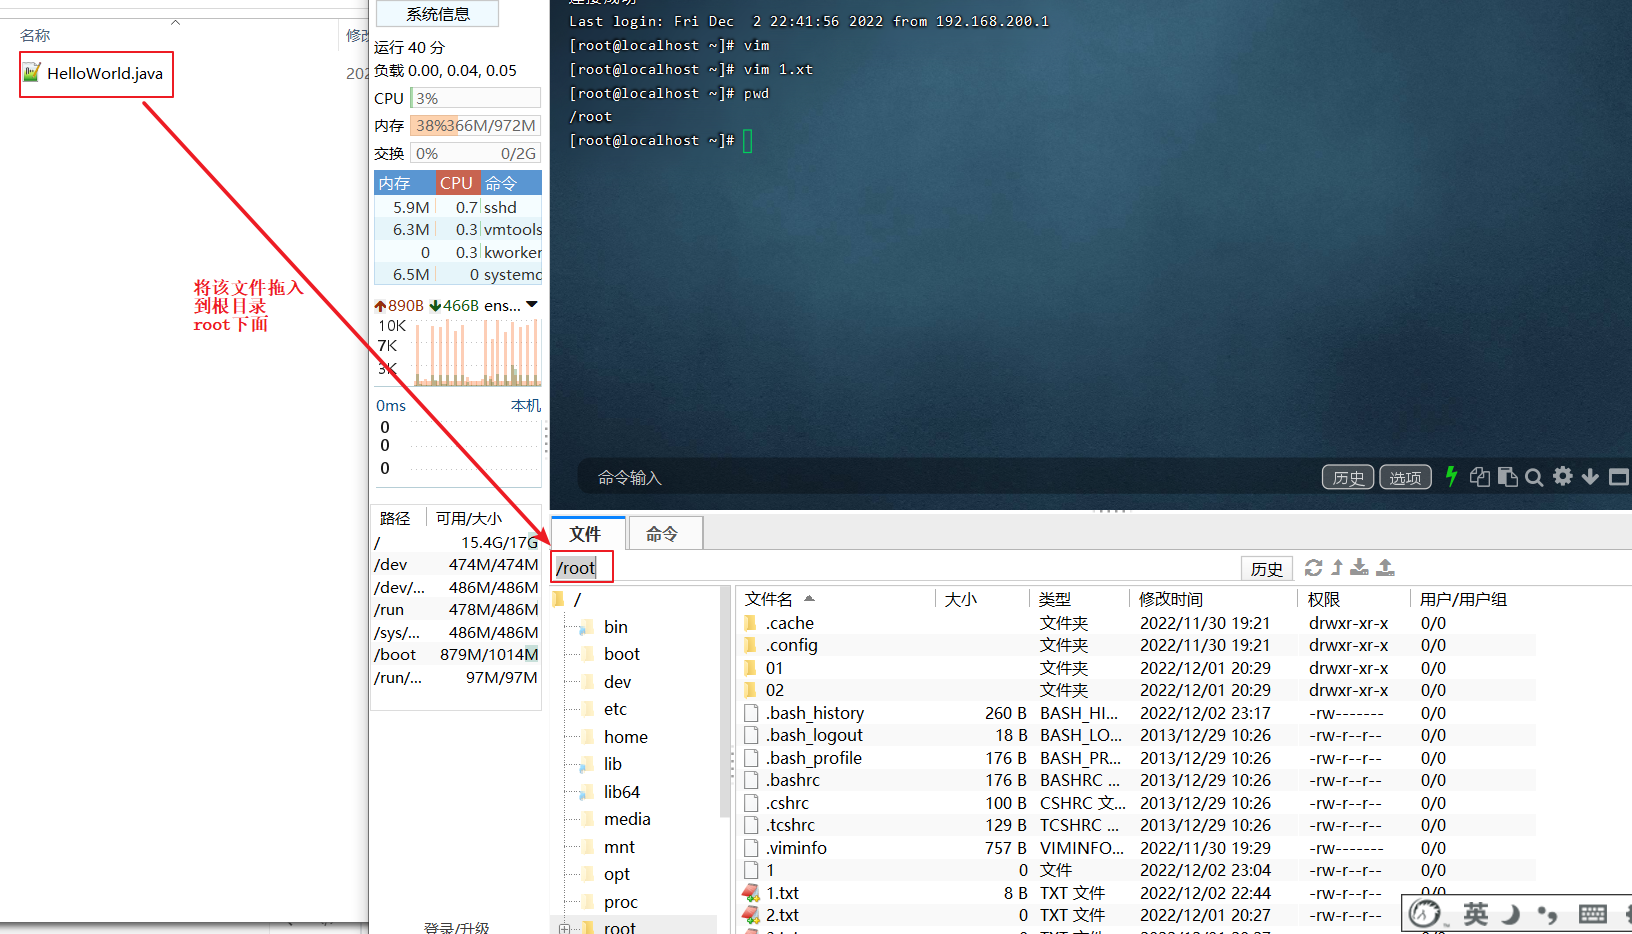 名称
修改
HelloWorld.java
202
将该文件拖入
到根目录
root下面
系统信息
运行 40 分
负载 0.00, 0.04, 0.05
CPU 3%
内存 38% 366M/972M
交换 0% 0/2G
内存 CPU 命令
5.9M 0.7 sshd
6.3M 0.3 vmtools
0 0.3 kworker
6.5M 0 systemd
890B 466B ens...
10K
7K
3K
0ms 本机
0
0
0
路径 可用/大小
/ 15.4G/17G
/dev 474M/474M
/dev/... 486M/486M
/run 478M/486M
/sys/... 486M/486M
/boot 879M/1014M
/run/... 97M/97M
登录/升级
连接成功
Last login: Fri Dec  2 22:41:56 2022 from 192.168.200.1
[root@localhost ~]# vim
[root@localhost ~]# vim 1.xt
[root@localhost ~]# pwd
/root
[root@localhost ~]#
命令输入 历史 选项
文件 命令
/root 历史
/
bin
boot
dev
etc
home
lib
lib64
media
mnt
opt
proc
root
文件名 大小 类型 修改时间 权限 用户/用户组
.cache 文件夹 2022/11/30 19:21 drwxr-xr-x 0/0
.config 文件夹 2022/11/30 19:21 drwxr-xr-x 0/0
01 文件夹 2022/12/01 20:29 drwxr-xr-x 0/0
02 文件夹 2022/12/01 20:29 drwxr-xr-x 0/0
.bash_history 260 B BASH_HI... 2022/12/02 23:17 -rw------- 0/0
.bash_logout 18 B BASH_LO... 2013/12/29 10:26 -rw-r--r-- 0/0
.bash_profile 176 B BASH_PR... 2013/12/29 10:26 -rw-r--r-- 0/0
.bashrc 176 B BASHRC ... 2013/12/29 10:26 -rw-r--r-- 0/0
.cshrc 100 B CSHRC 文... 2013/12/29 10:26 -rw-r--r-- 0/0
.tcshrc 129 B TCSHRC ... 2013/12/29 10:26 -rw-r--r-- 0/0
.viminfo 757 B VIMINFO... 2022/11/30 19:29 -rw------- 0/0
1 0 文件 2022/12/02 23:04 -rw-r--r-- 0/0
1.txt 8 B TXT 文件 2022/12/02 22:44 -rw-r--r-- 0/0
2.txt 0 TXT 文件 2022/12/01 20:27 -rw-r--r--
英